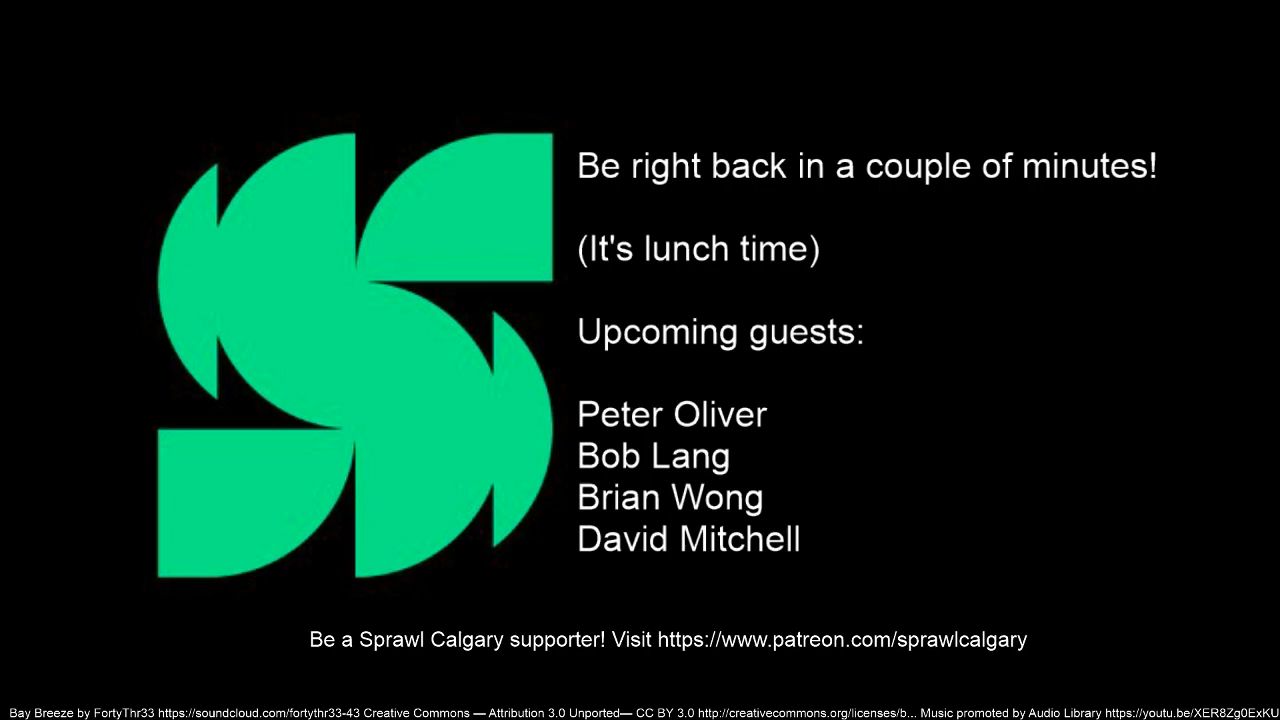 Be right back in a couple of minutes!
(It's lunch time)
Upcoming guests:
Peter Oliver
Bob Lang
Brian Wong
David Mitchell
Be a Sprawl Calgary supporter! Visit https://www.patreon.com/sprawlcalgary
Bay Breeze by FortyThr33 https://soundcloud.com/fortythr33-43 Creative Commons — Attribution 3.0 Unported— CC BY 3.0 http://creativecommons.org/licenses/b... Music promoted by Audio Library https://youtu.be/XER8Zg0ExKU